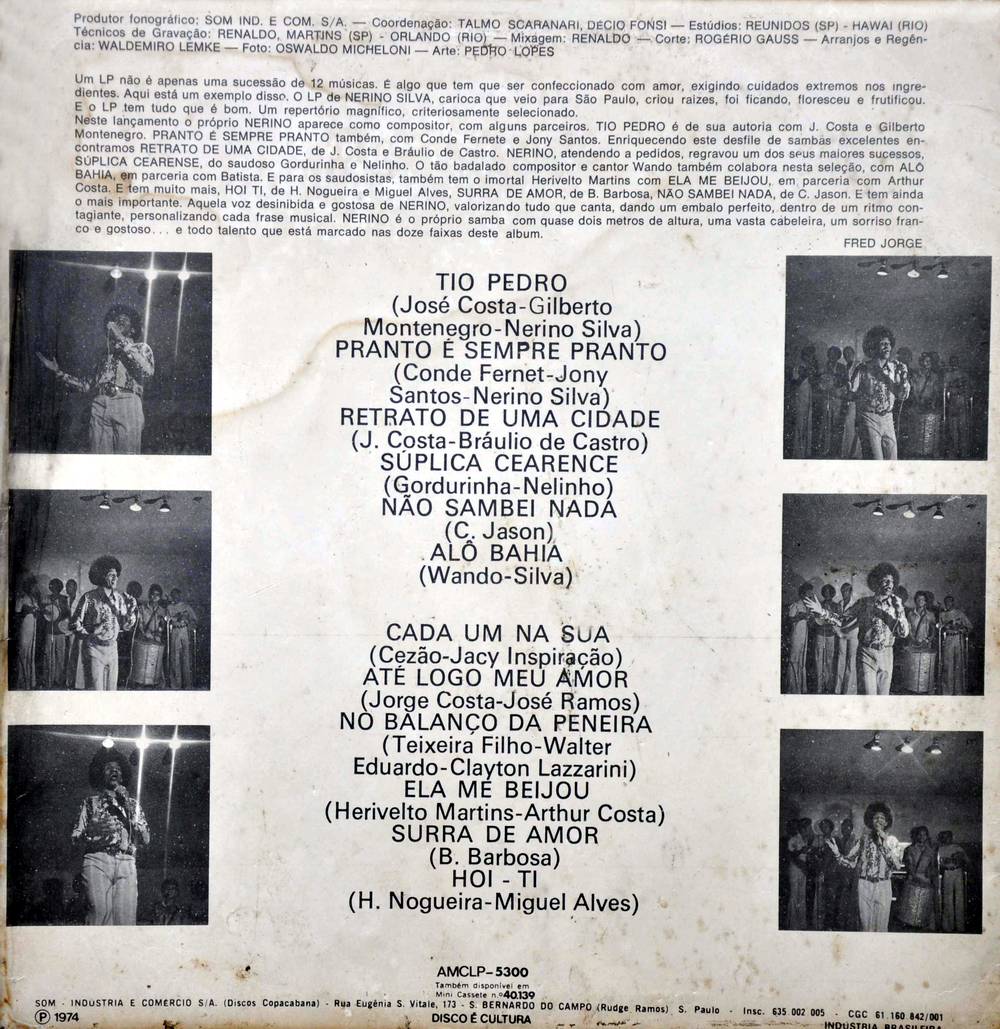 Produtor fonográfico: SOM IND. E COM. S/A. — Coordenação: TALMO SCARANARI, DÉCIO FONSI — Estúdios: REUNIDOS (SP) - HAWAI (RIO)
Técnicos de Gravação: RENALDO, MARTINS (SP) - ORLANDO (RIO) — Mixagem: RENALDO — Corte: ROGÉRIO GAUSS — Arranjos e Regên-
cia: WALDEMIRO LEMKE — Foto: OSWALDO MICHELONI — Arte: PEDRO LOPES
Um LP não é apenas uma sucessão de 12 músicas. É algo que tem que ser confeccionado com amor, exigindo cuidados extremos nos ingre-
dientes. Aqui está um exemplo disso. O LP de NERINO SILVA, carioca que veio para São Paulo, criou raizes, foi ficando, floresceu e frutificou.
E o LP tem tudo que é bom. Um repertório magnífico, criteriosamente selecionado.
Neste lançamento o próprio NERINO aparece como compositor, com alguns parceiros. TIO PEDRO é de sua autoria com J. Costa e Gilberto
Montenegro. PRANTO É SEMPRE PRANTO também, com Conde Fernete e Jony Santos. Enriquecendo este desfile de sambas excelentes en-
contramos RETRATO DE UMA CIDADE, de J. Costa e Bráulio de Castro. NERINO, atendendo a pedidos, regravou um dos seus maiores sucessos,
SÚPLICA CEARENSE, do saudoso Gordurinha e Nelinho. O tão badalado compositor e cantor Wando também colabora nesta seleção, com ALÔ
BAHIA, em parceria com Batista. E para os saudosistas, também tem o imortal Herivelto Martins com ELA ME BEIJOU, em parceria com Arthur
Costa. E tem muito mais, HOI TI, de H. Nogueira e Miguel Alves, SURRA DE AMOR, de B. Barbosa, NÃO SAMBEI NADA, de C. Jason. E tem ainda
o mais importante. Aquela voz desinibida e gostosa de NERINO, valorizando tudo que canta, dando um embalo perfeito, dentro de um ritmo con-
tagiante, personalizando cada frase musical. NERINO é o próprio samba com quase dois metros de altura, uma vasta cabeleira, um sorriso fran-
co e gostoso... e todo talento que está marcado nas doze faixas deste album.
FRED JORGE
TIO PEDRO
(José Costa-Gilberto
Montenegro-Nerino Silva)
PRANTO É SEMPRE PRANTO
(Conde Fernet-Jony
Santos-Nerino Silva)
RETRATO DE UMA CIDADE
(J. Costa-Bráulio de Castro)
SÚPLICA CEARENCE
(Gordurinha-Nelinho)
NÃO SAMBEI NADA
(C. Jason)
ALÔ BAHIA
(Wando-Silva)
CADA UM NA SUA
(Cezão-Jacy Inspiração)
ATÉ LOGO MEU AMOR
(Jorge Costa-José Ramos)
NO BALANÇO DA PENEIRA
(Teixeira Filho-Walter
Eduardo-Clayton Lazzarini)
ELA ME BEIJOU
(Herivelto Martins-Arthur Costa)
SURRA DE AMOR
(B. Barbosa)
HOI - TI
(H. Nogueira-Miguel Alves)
AMCLP-5300
Também disponível em
Mini Cassete n.º 40.139
SOM - INDÚSTRIA E COMÉRCIO S/A. (Discos Copacabana) - Rua Eugênia S. Vitale, 173 - S. BERNARDO DO CAMPO (Rudge Ramos) S. Paulo - Insc. 635 002 005 - CGC 61 160 842/001
Ⓟ 1974 DISCO É CULTURA INDÚSTRIA BRASILEIRA